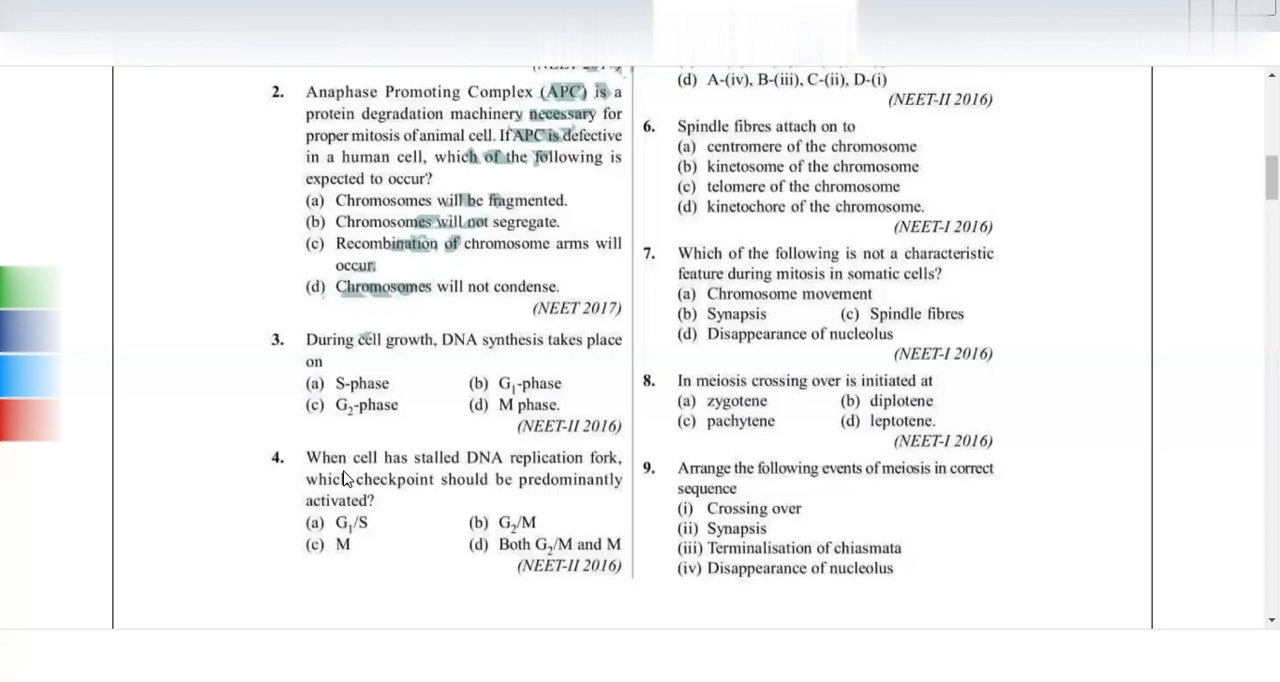 2. Anaphase Promoting Complex (APC) is a
protein degradation machinery necessary for
proper mitosis of animal cell. If APC is defective
in a human cell, which of the following is
expected to occur?
(a) Chromosomes will be fragmented.
(b) Chromosomes will not segregate.
(c) Recombination of chromosome arms will
occur.
(d) Chromosomes will not condense.
(NEET 2017)
3. During cell growth, DNA synthesis takes place
on
(a) S-phase (b) G₁-phase
(c) G₂-phase (d) M phase.
(NEET-II 2016)
4. When cell has stalled DNA replication fork,
which checkpoint should be predominantly
activated?
(a) G₁/S (b) G₂/M
(c) M (d) Both G₂/M and M
(NEET-II 2016)
(d) A-(iv), B-(iii), C-(ii), D-(i)
(NEET-II 2016)
6. Spindle fibres attach on to
(a) centromere of the chromosome
(b) kinetosome of the chromosome
(c) telomere of the chromosome
(d) kinetochore of the chromosome.
(NEET-I 2016)
7. Which of the following is not a characteristic
feature during mitosis in somatic cells?
(a) Chromosome movement
(b) Synapsis (c) Spindle fibres
(d) Disappearance of nucleolus
(NEET-I 2016)
8. In meiosis crossing over is initiated at
(a) zygotene (b) diplotene
(c) pachytene (d) leptotene.
(NEET-I 2016)
9. Arrange the following events of meiosis in correct
sequence
(i) Crossing over
(ii) Synapsis
(iii) Terminalisation of chiasmata
(iv) Disappearance of nucleolus